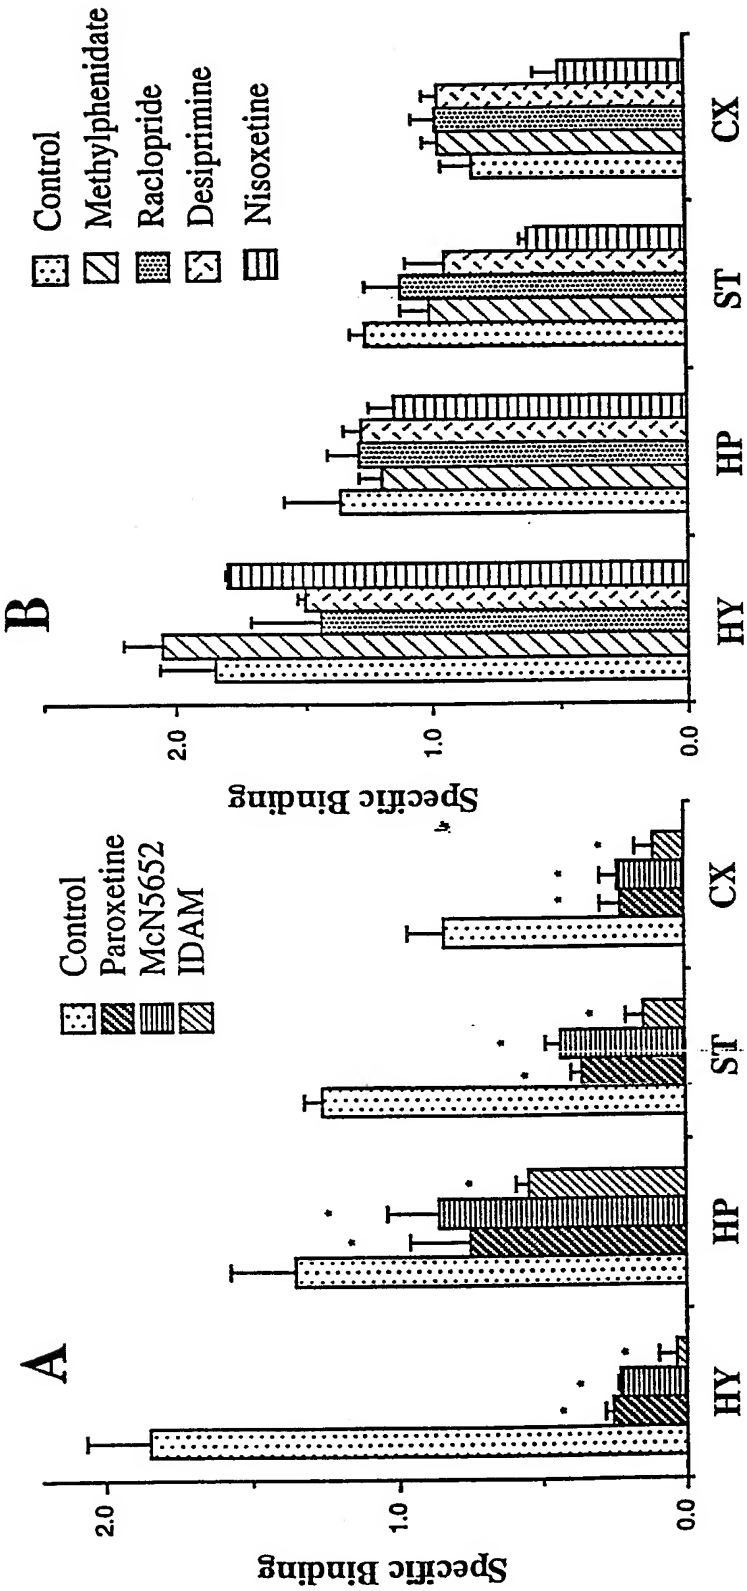 A
Control
Paroxetine
McN5652
IDAM
Specific Binding
2.0
1.0
0.0
HY
HP
ST
CX
*
*
*
*
*
*
*
*
*
*
*
*
B
Control
Methylphenidate
Raclopride
Desiprimine
Nisoxetine
Specific Binding
2.0
1.0
0.0
HY
HP
ST
CX